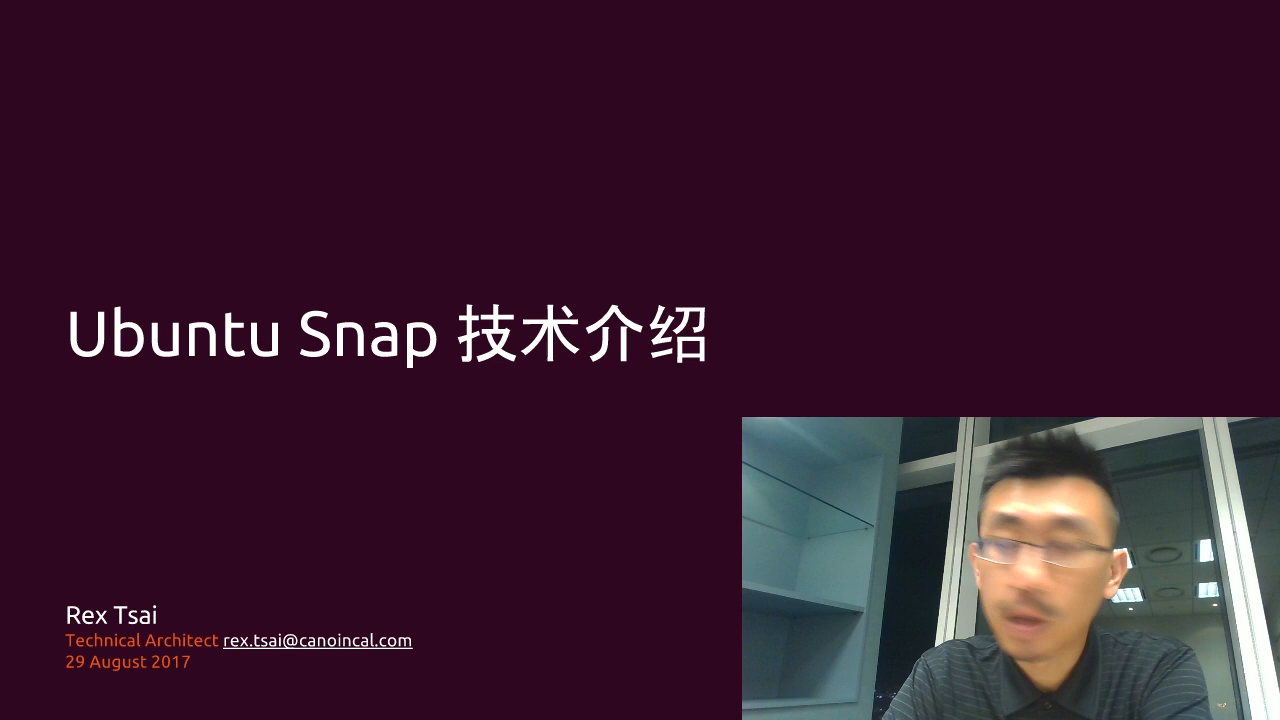 Ubuntu Snap 技术介绍
Rex Tsai
Technical Architect rex.tsai@canoincal.com
29 August 2017